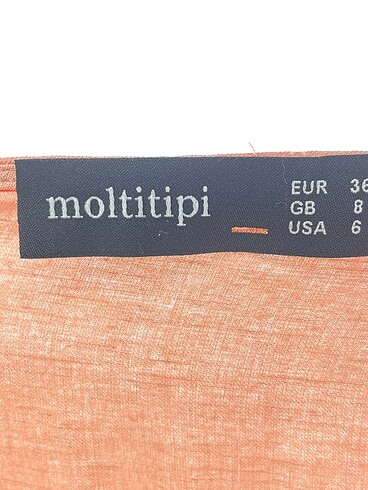 moltitipi
EUR 36
GB 8
USA 6